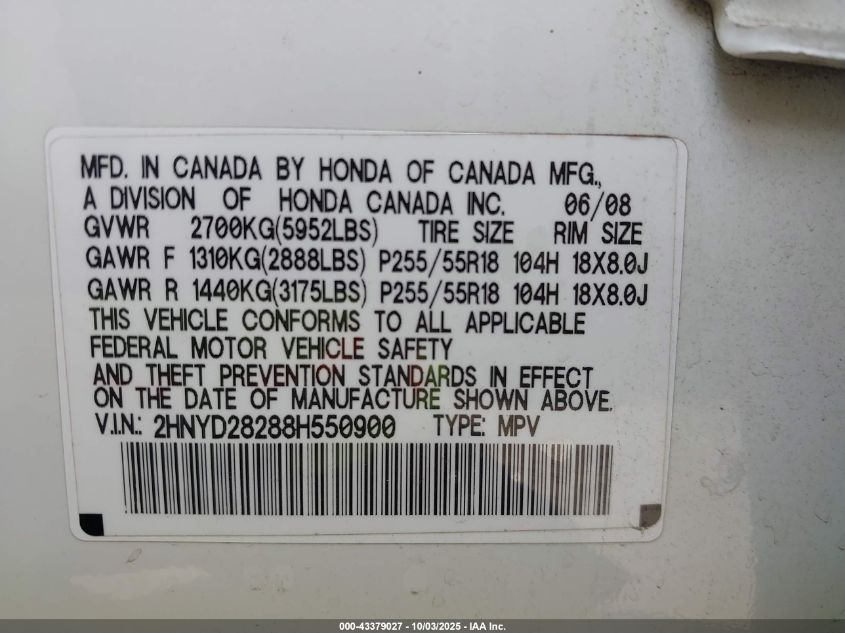 MFD. IN CANADA BY HONDA OF CANADA MFG.,
A DIVISION OF HONDA CANADA INC. 06/08
GVWR 2700KG(5952LBS) TIRE SIZE RIM SIZE
GAWR F 1310KG(2888LBS) P255/55R18 104H 18X8.0J
GAWR R 1440KG(3175LBS) P255/55R18 104H 18X8.0J
THIS VEHICLE CONFORMS TO ALL APPLICABLE
FEDERAL MOTOR VEHICLE SAFETY
AND THEFT PREVENTION STANDARDS IN EFFECT
ON THE DATE OF MANUFACTURE SHOWN ABOVE.
V.I.N.: 2HNYD28288H550900 TYPE: MPV
000-43379027 - 10/03/2025 - IAA Inc.